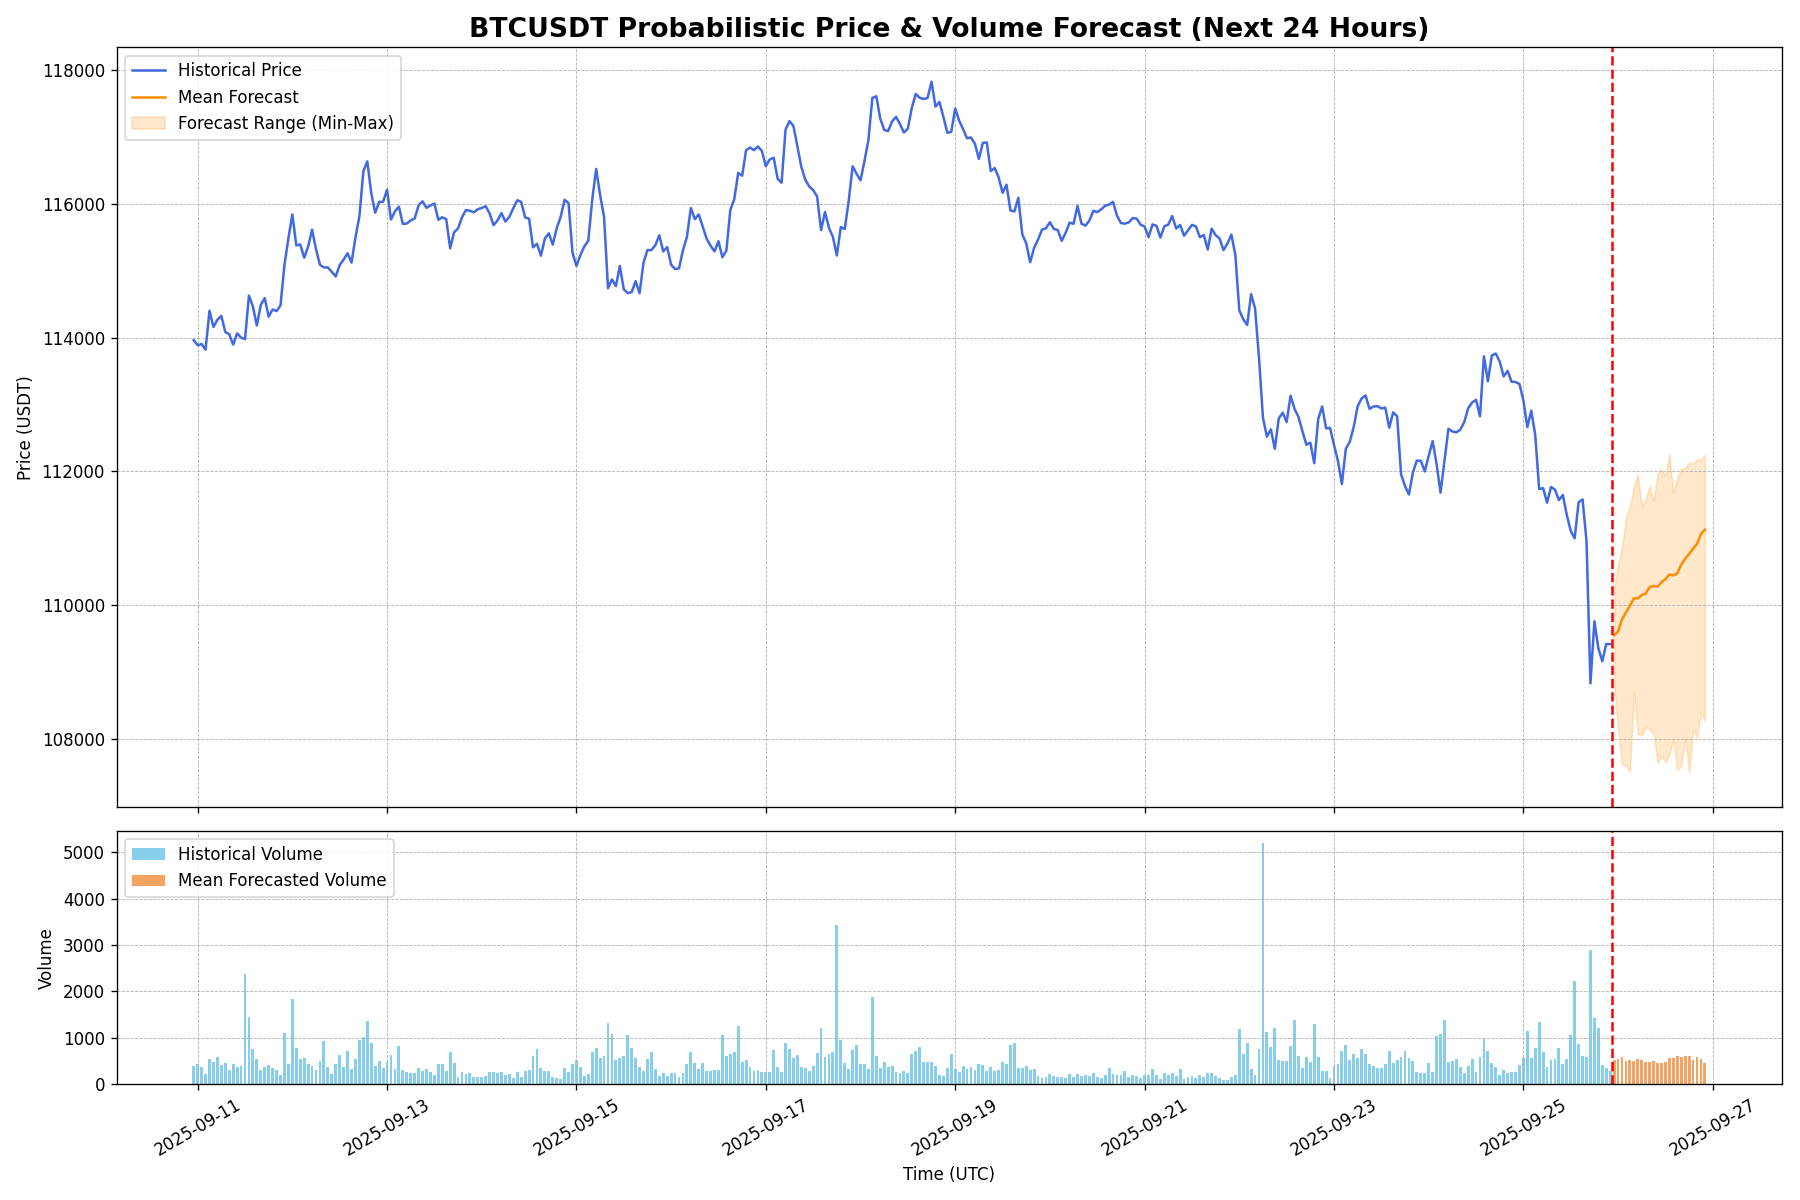 BTCUSDT Probabilistic Price & Volume Forecast (Next 24 Hours)
Historical Price
Mean Forecast
Forecast Range (Min-Max)
118000
116000
114000
112000
110000
108000
Price (USDT)
Historical Volume
Mean Forecasted Volume
5000
4000
3000
2000
1000
0
Volume
2025-09-11
2025-09-13
2025-09-15
2025-09-17
2025-09-19
2025-09-21
2025-09-23
2025-09-25
2025-09-27
Time (UTC)